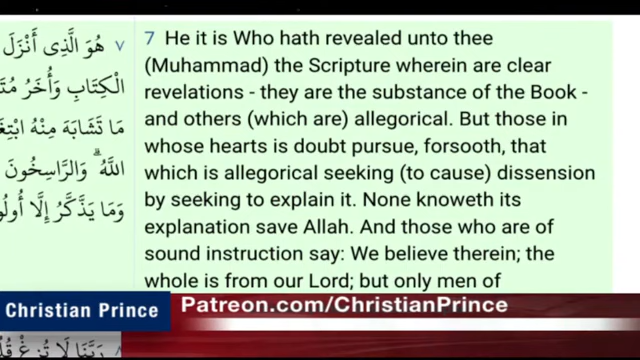 ٧ هُوَ الَّذِى أَنْزَلَ
الْكِتَابِ وَأُخَرُ
مَا تَشَابَهَ مِنْهُ
اللَّهُ ۗ وَالرَّاسِخُونَ
وَمَا يَذَّكَّرُ إِلَّا
رَبَّنَا لَا تُزِغْ
7 He it is Who hath revealed unto thee
(Muhammad) the Scripture wherein are clear
revelations - they are the substance of the Book -
and others (which are) allegorical. But those in
whose hearts is doubt pursue, forsooth, that
which is allegorical seeking (to cause) dissension
by seeking to explain it. None knoweth its
explanation save Allah. And those who are of
sound instruction say: We believe therein; the
whole is from our Lord; but only men of
Christian Prince
Patreon.com/ChristianPrince